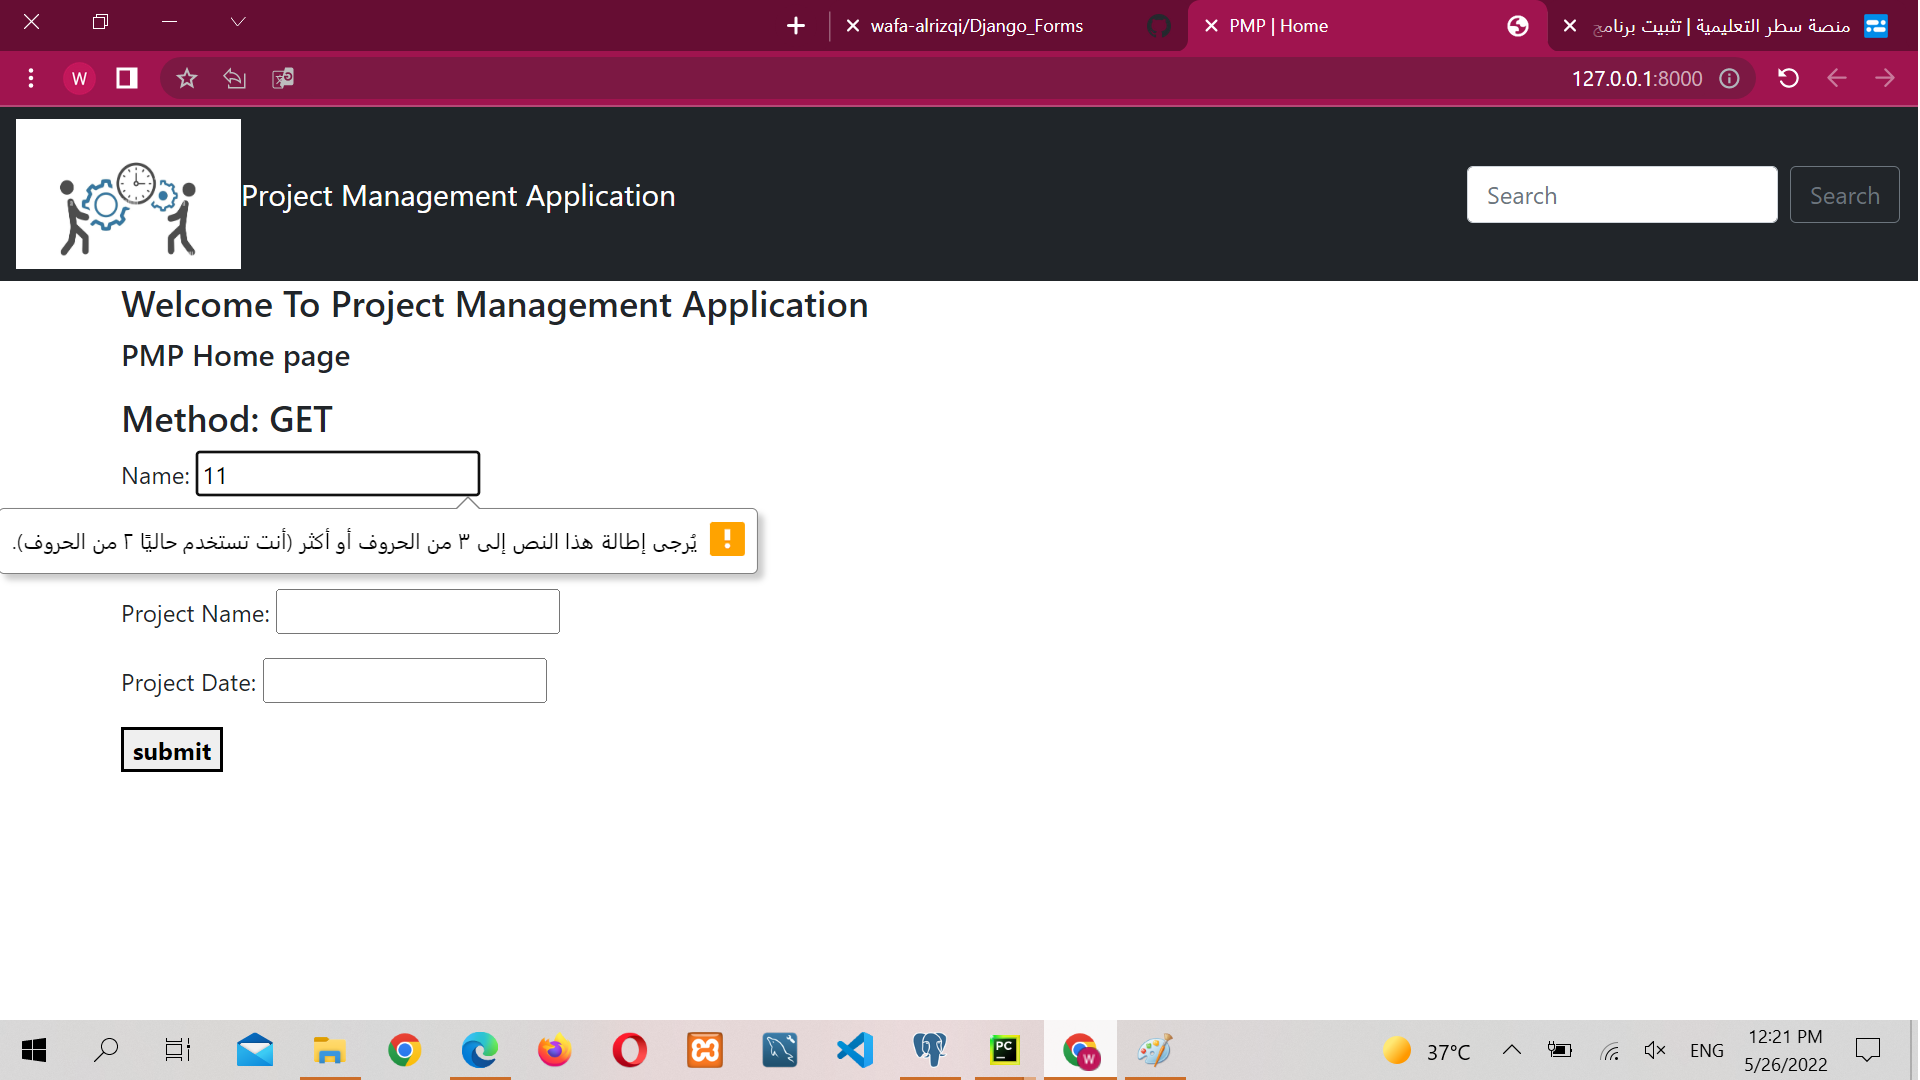 wafa-alrizqi/Django_Forms
PMP | Home
منصة سطر التعليمية | تثبيت برنامج
W
127.0.0.1:8000
Project Management Application
Search
Search
Welcome To Project Management Application
PMP Home page
Method: GET
Name: 11
يُرجى إطالة هذا النص إلى ٣ من الحروف أو أكثر (أنت تستخدم حاليًا ٢ من الحروف).
Project Name:
Project Date:
submit
PC
W
37°C
ENG
12:21 PM
5/26/2022